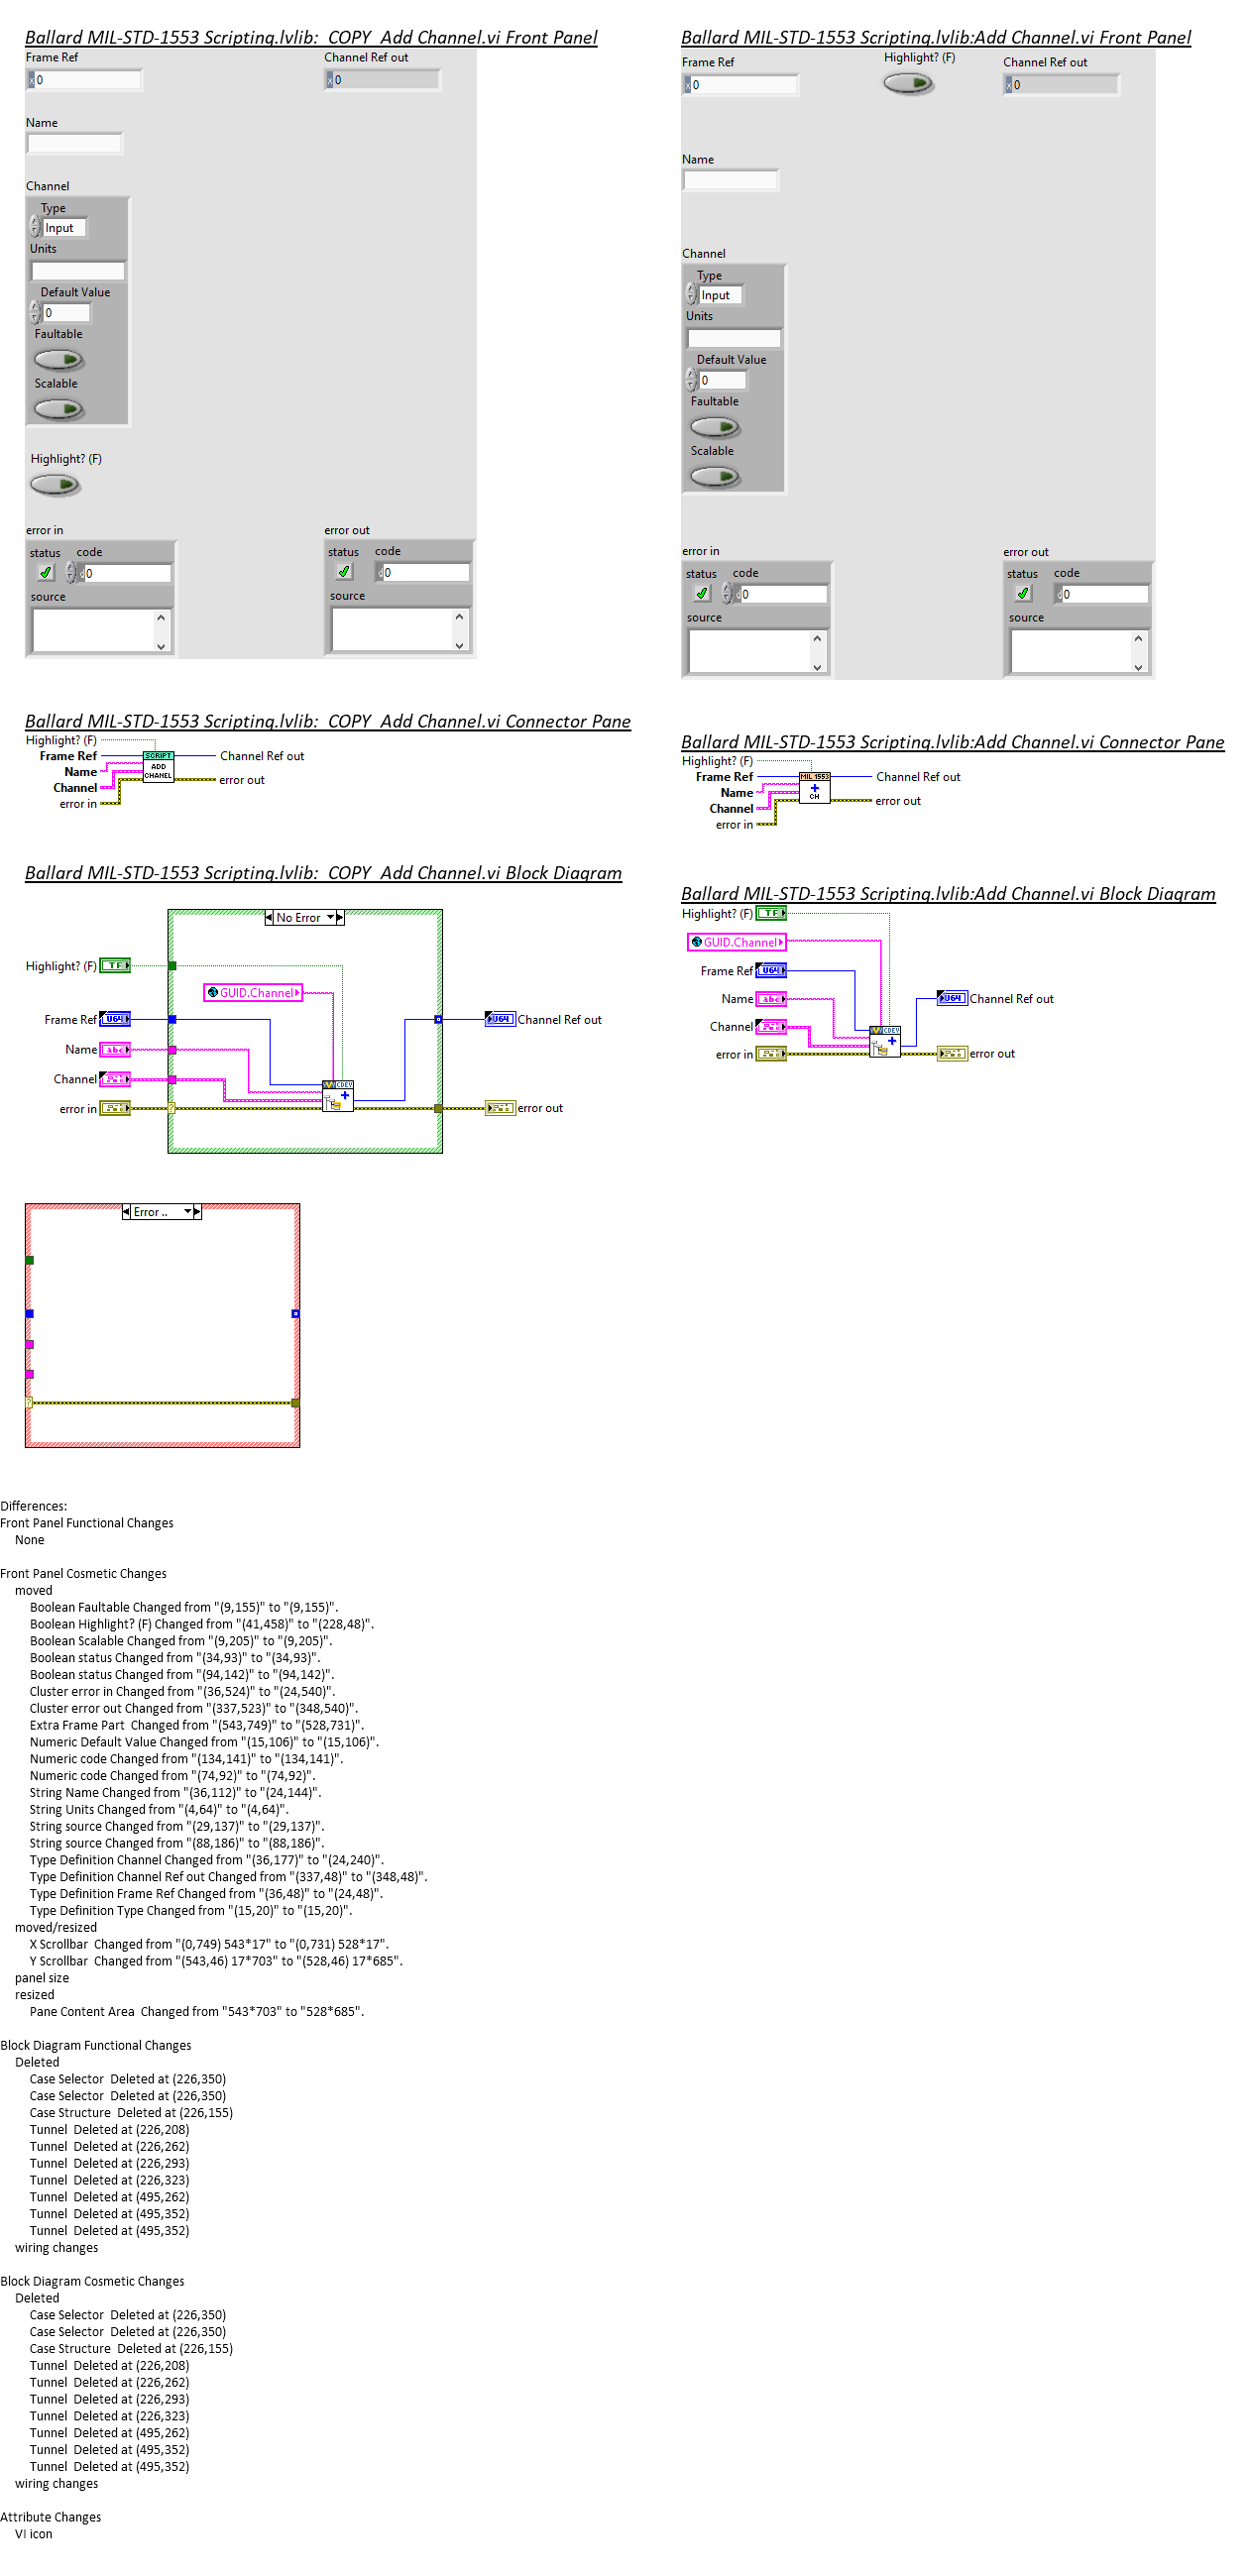 Ballard MIL-STD-1553 Scripting.lvlib:  COPY  Add Channel.vi Front Panel
Frame Ref
Channel Ref out
x 0
x 0
Name
Channel
Type
Input
Units
Default Value
0
Faultable
Scalable
Highlight? (F)
error in
error out
status code
status code
d0
d0
source
source
Ballard MIL-STD-1553 Scripting.lvlib:Add Channel.vi Front Panel
Frame Ref
Highlight? (F)
Channel Ref out
x 0
x 0
Name
Channel
Type
Input
Units
Default Value
0
Faultable
Scalable
error in
error out
status code
status code
d0
d0
source
source
Ballard MIL-STD-1553 Scripting.lvlib:  COPY  Add Channel.vi Connector Pane
Highlight? (F)
Frame Ref
Name
Channel
error in
SCRIPT
ADD
CHANEL
Channel Ref out
error out
Ballard MIL-STD-1553 Scripting.lvlib:Add Channel.vi Connector Pane
Highlight? (F)
Frame Ref
Name
Channel
error in
MIL 1553
+
CH
Channel Ref out
error out
Ballard MIL-STD-1553 Scripting.lvlib:  COPY  Add Channel.vi Block Diagram
No Error
Highlight? (F) TF
GUID.Channel
Frame Ref U64
U64 Channel Ref out
Name abc
Channel
CDEV
error in
?
error out
Error ..
?
Ballard MIL-STD-1553 Scripting.lvlib:Add Channel.vi Block Diagram
Highlight? (F) TF
GUID.Channel
Frame Ref U64
Name abc
U64 Channel Ref out
Channel
CDEV
error in
error out
Differences:
Front Panel Functional Changes
None
Front Panel Cosmetic Changes
moved
Boolean Faultable Changed from "(9,155)" to "(9,155)".
Boolean Highlight? (F) Changed from "(41,458)" to "(228,48)".
Boolean Scalable Changed from "(9,205)" to "(9,205)".
Boolean status Changed from "(34,93)" to "(34,93)".
Boolean status Changed from "(94,142)" to "(94,142)".
Cluster error in Changed from "(36,524)" to "(24,540)".
Cluster error out Changed from "(337,523)" to "(348,540)".
Extra Frame Part  Changed from "(543,749)" to "(528,731)".
Numeric Default Value Changed from "(15,106)" to "(15,106)".
Numeric code Changed from "(134,141)" to "(134,141)".
Numeric code Changed from "(74,92)" to "(74,92)".
String Name Changed from "(36,112)" to "(24,144)".
String Units Changed from "(4,64)" to "(4,64)".
String source Changed from "(29,137)" to "(29,137)".
String source Changed from "(88,186)" to "(88,186)".
Type Definition Channel Changed from "(36,177)" to "(24,240)".
Type Definition Channel Ref out Changed from "(337,48)" to "(348,48)".
Type Definition Frame Ref Changed from "(36,48)" to "(24,48)".
Type Definition Type Changed from "(15,20)" to "(15,20)".
moved/resized
X Scrollbar  Changed from "(0,749) 543*17" to "(0,731) 528*17".
Y Scrollbar  Changed from "(543,46) 17*703" to "(528,46) 17*685".
panel size
resized
Pane Content Area  Changed from "543*703" to "528*685".
Block Diagram Functional Changes
Deleted
Case Selector  Deleted at (226,350)
Case Selector  Deleted at (226,350)
Case Structure  Deleted at (226,155)
Tunnel  Deleted at (226,208)
Tunnel  Deleted at (226,262)
Tunnel  Deleted at (226,293)
Tunnel  Deleted at (226,323)
Tunnel  Deleted at (495,262)
Tunnel  Deleted at (495,352)
Tunnel  Deleted at (495,352)
wiring changes
Block Diagram Cosmetic Changes
Deleted
Case Selector  Deleted at (226,350)
Case Selector  Deleted at (226,350)
Case Structure  Deleted at (226,155)
Tunnel  Deleted at (226,208)
Tunnel  Deleted at (226,262)
Tunnel  Deleted at (226,293)
Tunnel  Deleted at (226,323)
Tunnel  Deleted at (495,262)
Tunnel  Deleted at (495,352)
Tunnel  Deleted at (495,352)
wiring changes
Attribute Changes
VI icon